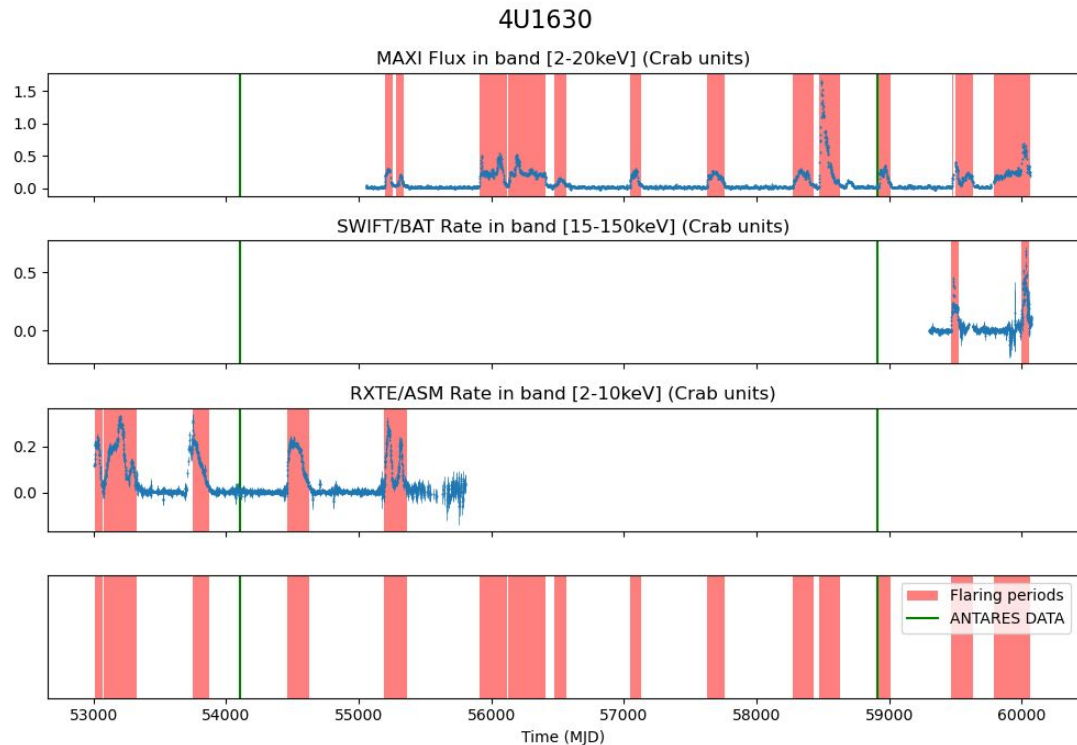 4U1630
MAXI Flux in band [2-20keV] (Crab units)
1.5
1.0
0.5
0.0
SWIFT/BAT Rate in band [15-150keV] (Crab units)
0.5
0.0
RXTE/ASM Rate in band [2-10keV] (Crab units)
0.2
0.0
Flaring periods
ANTARES DATA
53000 54000 55000 56000 57000 58000 59000 60000
Time (MJD)